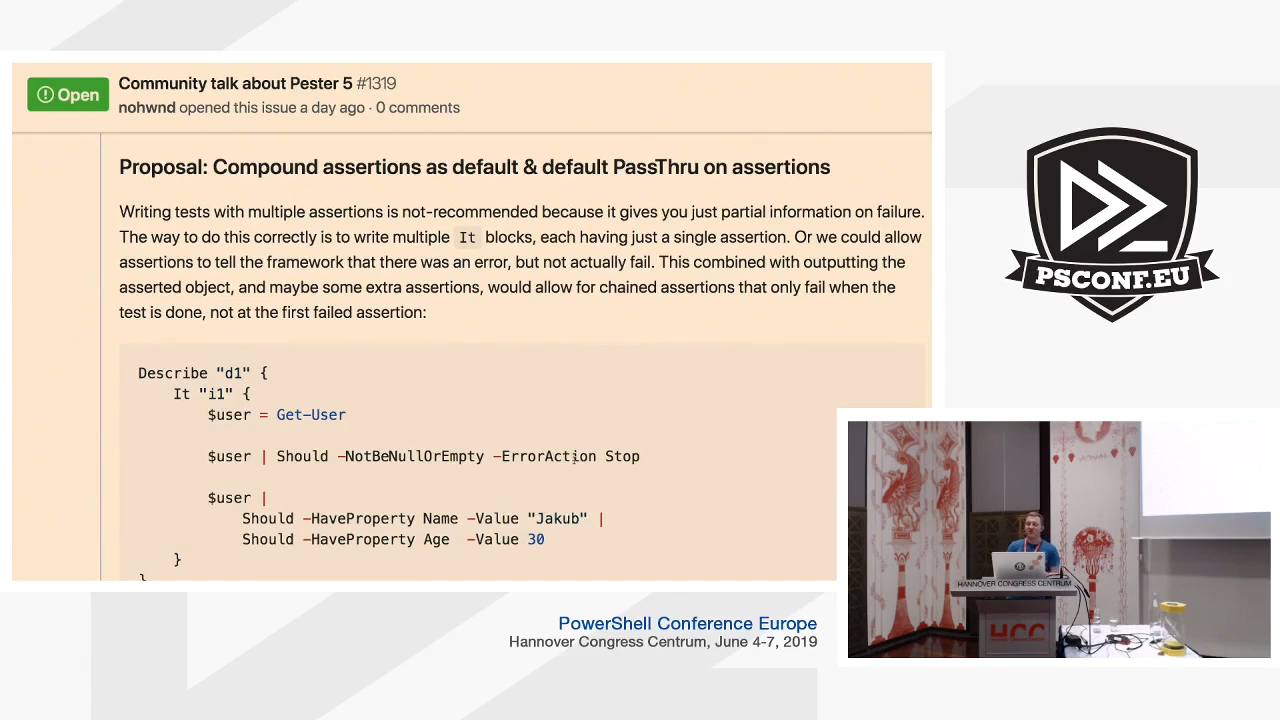 Open
Community talk about Pester 5 #1319
nohwnd opened this issue a day ago · 0 comments
Proposal: Compound assertions as default & default PassThru on assertions
Writing tests with multiple assertions is not-recommended because it gives you just partial information on failure.
The way to do this correctly is to write multiple It blocks, each having just a single assertion. Or we could allow
assertions to tell the framework that there was an error, but not actually fail. This combined with outputting the
asserted object, and maybe some extra assertions, would allow for chained assertions that only fail when the
test is done, not at the first failed assertion:
Describe "d1" {
It "i1" {
$user = Get-User
$user | Should -NotBeNullOrEmpty -ErrorAction Stop
$user |
Should -HaveProperty Name -Value "Jakub" |
Should -HaveProperty Age -Value 30
}
}
PSCONF.EU
HANNOVER CONGRESS CENTRUM
HCC
PowerShell Conference Europe
Hannover Congress Centrum, June 4-7, 2019